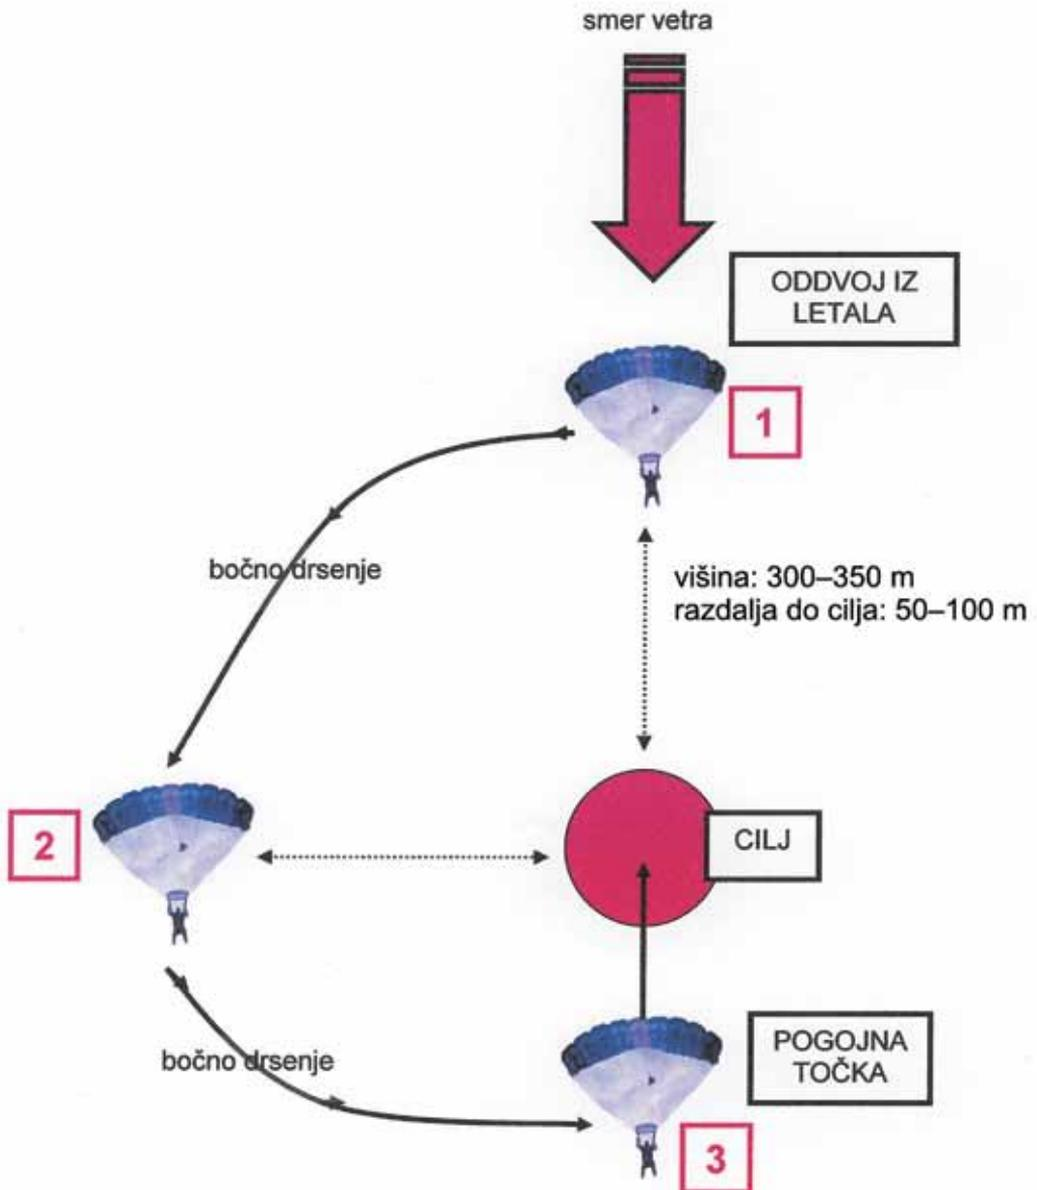 smer vetra
ODDVOJ IZ
LETALA
1
bočno drsenje
višina: 300–350 m
razdalja do cilja: 50–100 m
2
CILJ
bočno drsenje
POGOJNA
TOČKA
3